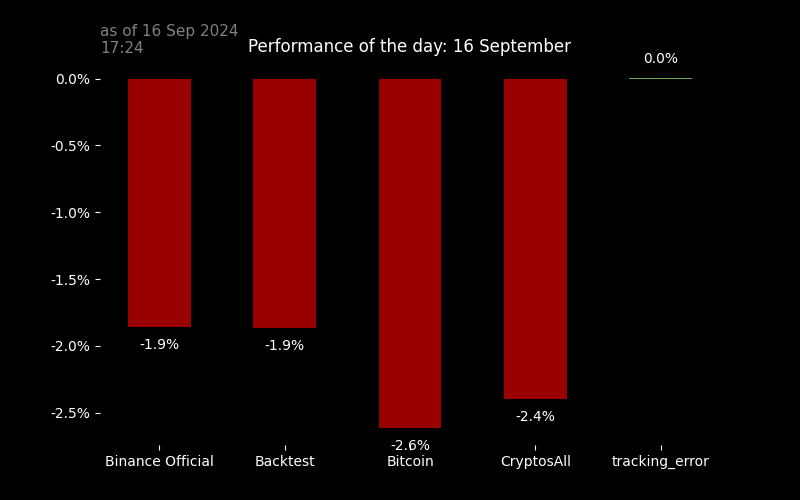 as of 16 Sep 2024
17:24
Performance of the day: 16 September
0.0%
0.0%
-0.5%
-1.0%
-1.5%
-2.0%
-2.5%
-1.9%
-1.9%
-2.6%
-2.4%
Binance Official
Backtest
Bitcoin
CryptosAll
tracking_error